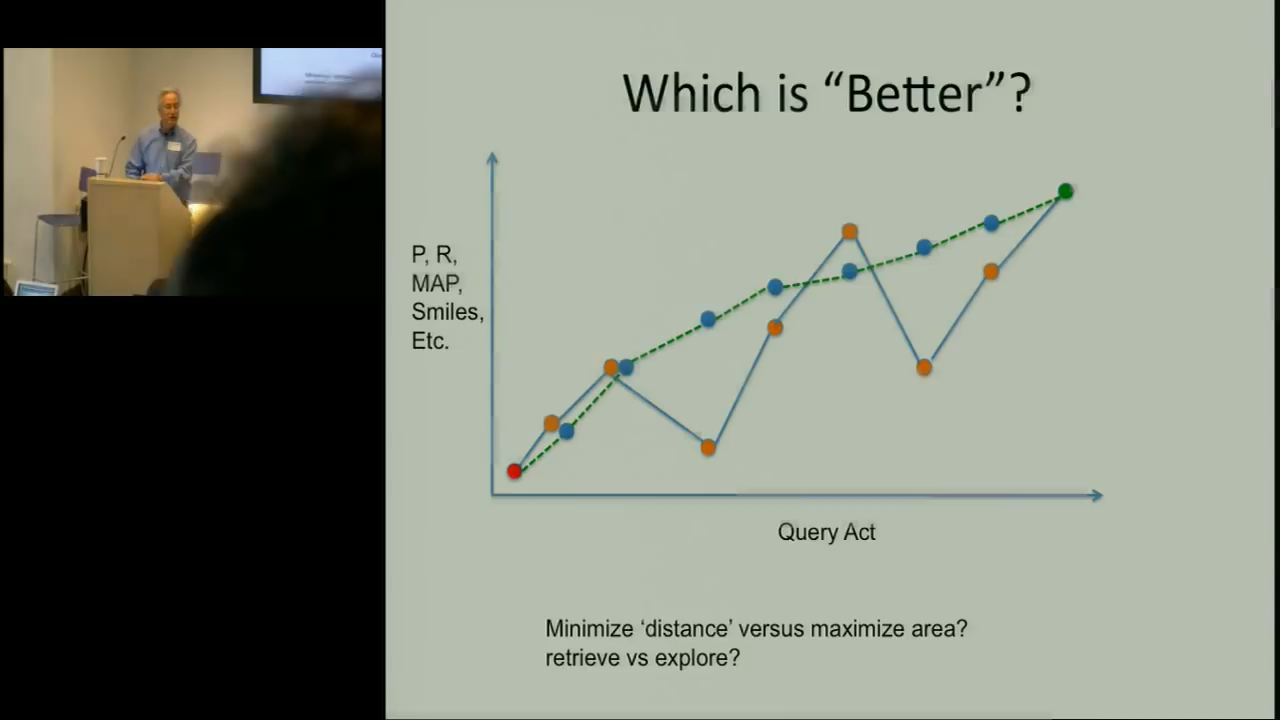 Which is “Better”?
P, R,
MAP,
Smiles,
Etc.
Query Act
Minimize ‘distance’ versus maximize area?
retrieve vs explore?